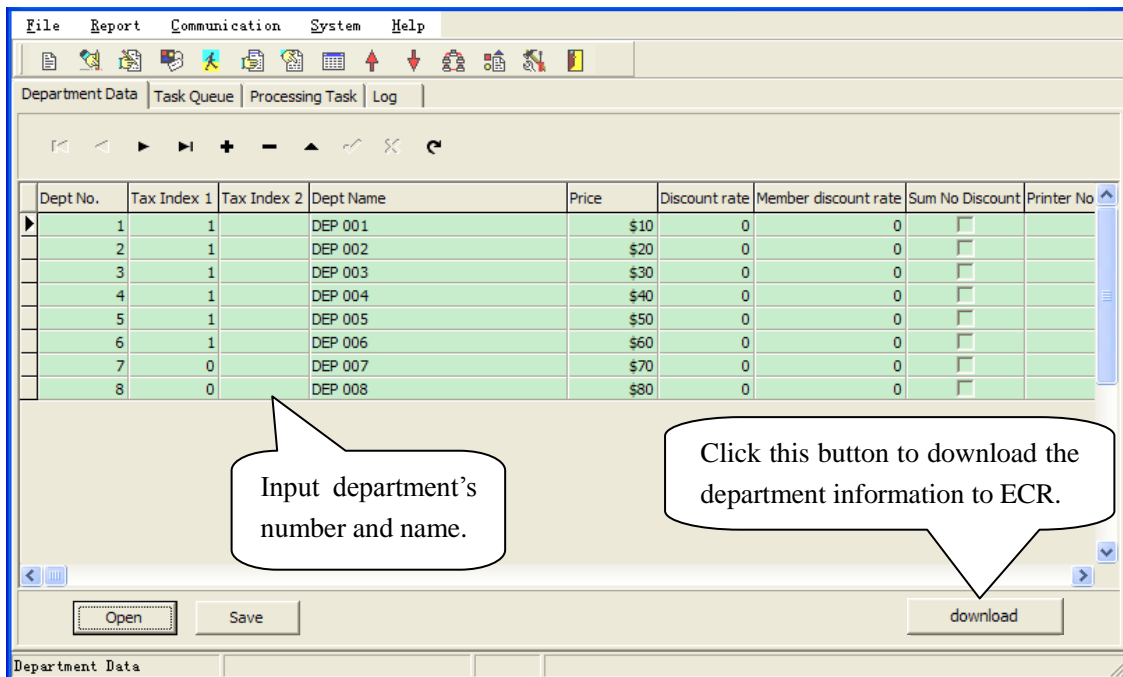 File Report Communication System Help
Department Data Task Queue Processing Task Log
Dept No. Tax Index 1 Tax Index 2 Dept Name Price Discount rate Member discount rate Sum No Discount Printer No
1 1 DEP 001 $10 0 0
2 1 DEP 002 $20 0 0
3 1 DEP 003 $30 0 0
4 1 DEP 004 $40 0 0
5 1 DEP 005 $50 0 0
6 1 DEP 006 $60 0 0
7 0 DEP 007 $70 0 0
8 0 DEP 008 $80 0 0
Click this button to download the
department information to ECR.
Input department’s
number and name.
Open Save download
Department Data